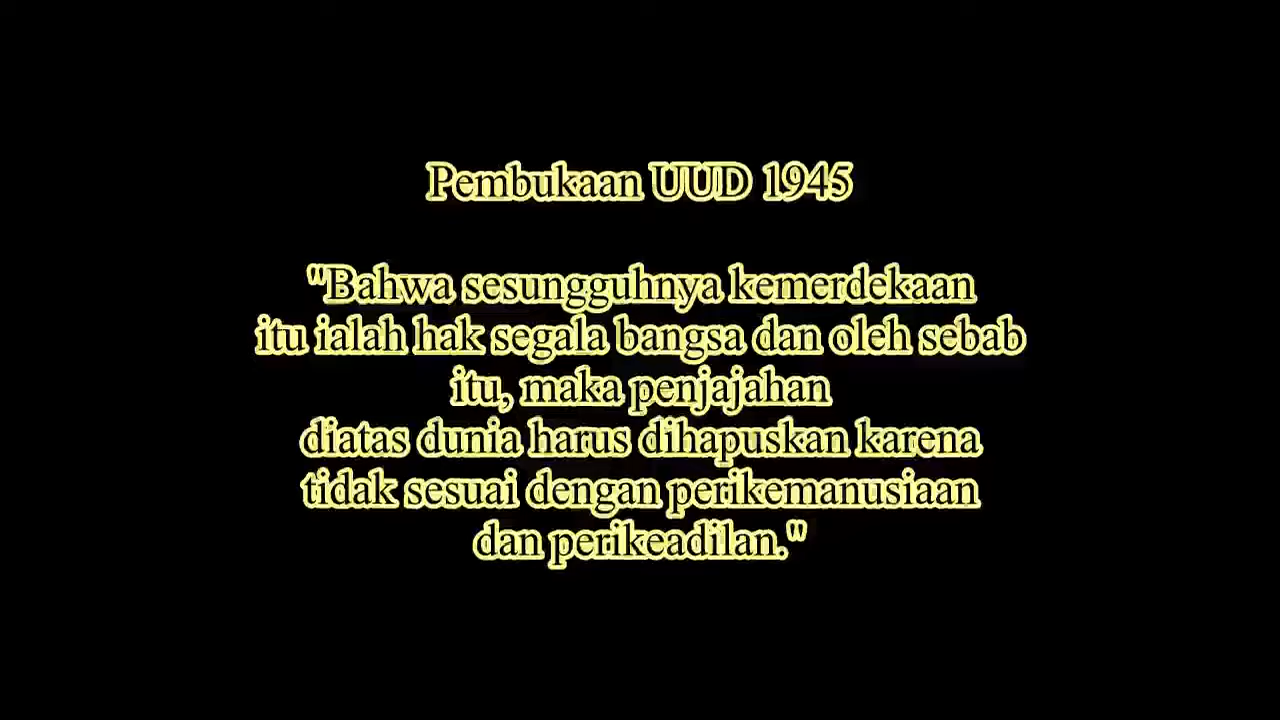 Pembukaan UUD 1945
"Bahwa sesungguhnya kemerdekaan
itu ialah hak segala bangsa dan oleh sebab
itu, maka penjajahan
diatas dunia harus dihapuskan karena
tidak sesuai dengan perikemanusiaan
dan perikeadilan."